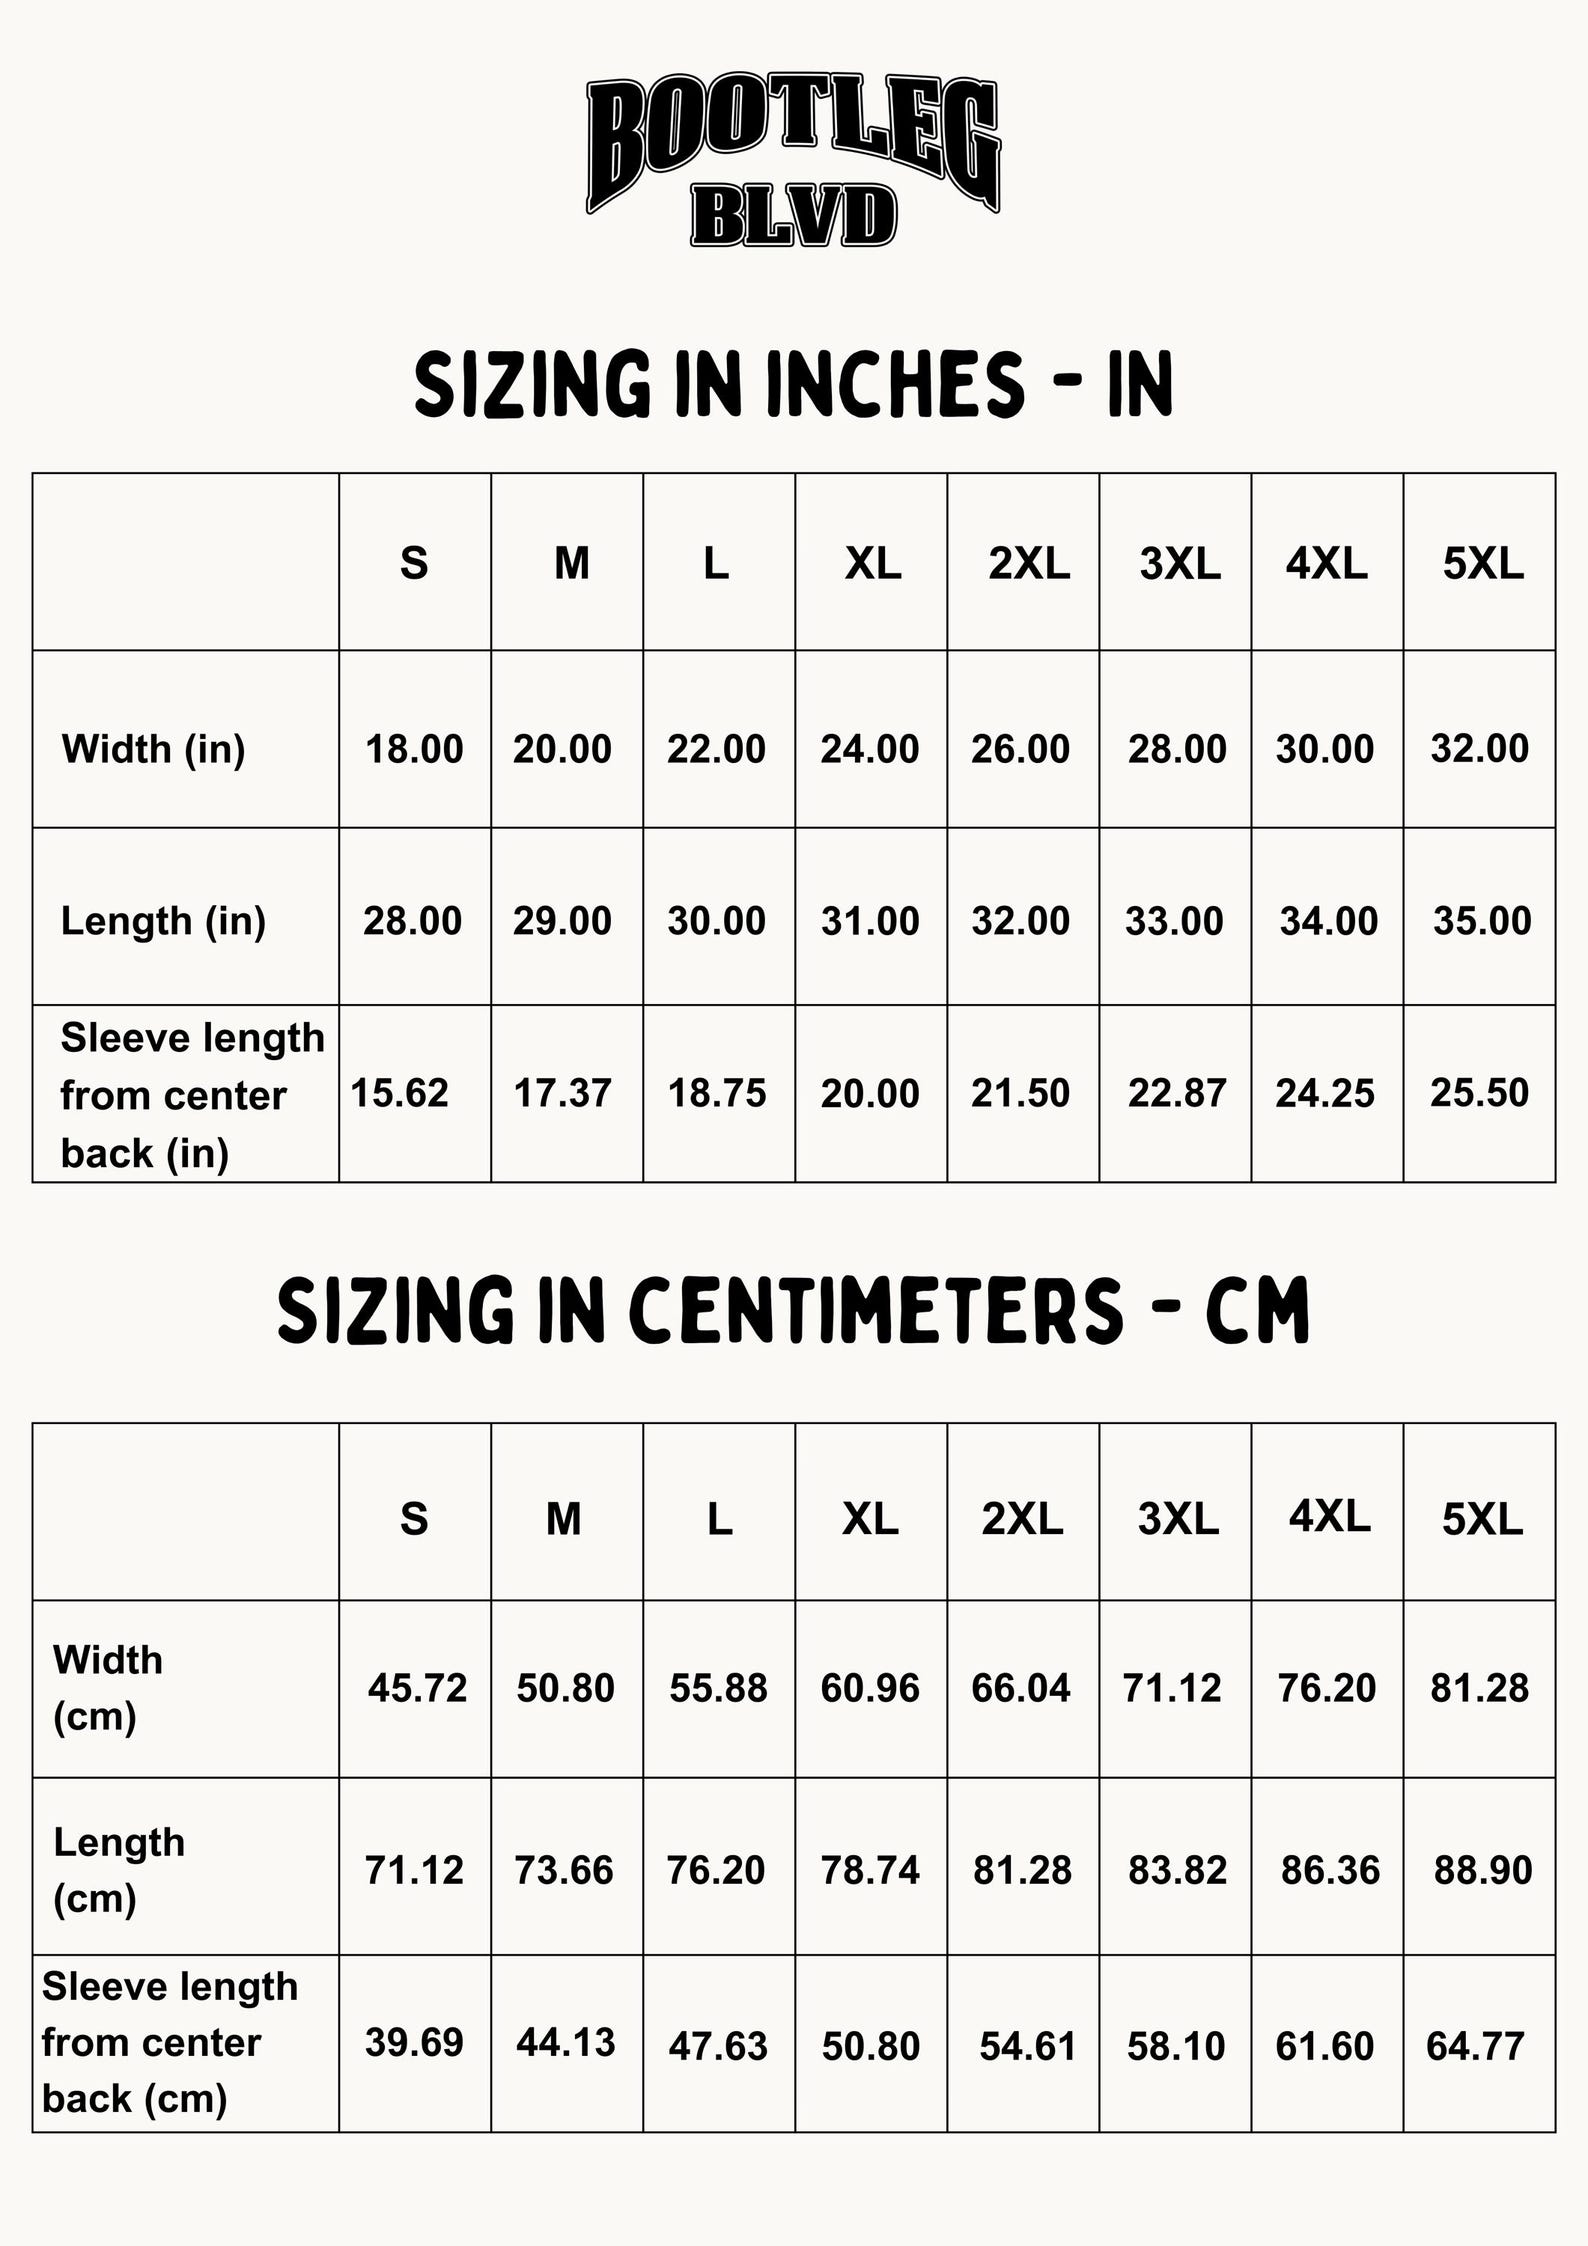 BOOTLEG
BLVD
SIZING IN INCHES - IN
S M L XL 2XL 3XL 4XL 5XL
Width (in) 18.00 20.00 22.00 24.00 26.00 28.00 30.00 32.00
Length (in) 28.00 29.00 30.00 31.00 32.00 33.00 34.00 35.00
Sleeve length
from center
back (in)
15.62 17.37 18.75 20.00 21.50 22.87 24.25 25.50
SIZING IN CENTIMETERS - CM
S M L XL 2XL 3XL 4XL 5XL
Width
(cm)
45.72 50.80 55.88 60.96 66.04 71.12 76.20 81.28
Length
(cm)
71.12 73.66 76.20 78.74 81.28 83.82 86.36 88.90
Sleeve length
from center
back (cm)
39.69 44.13 47.63 50.80 54.61 58.10 61.60 64.77